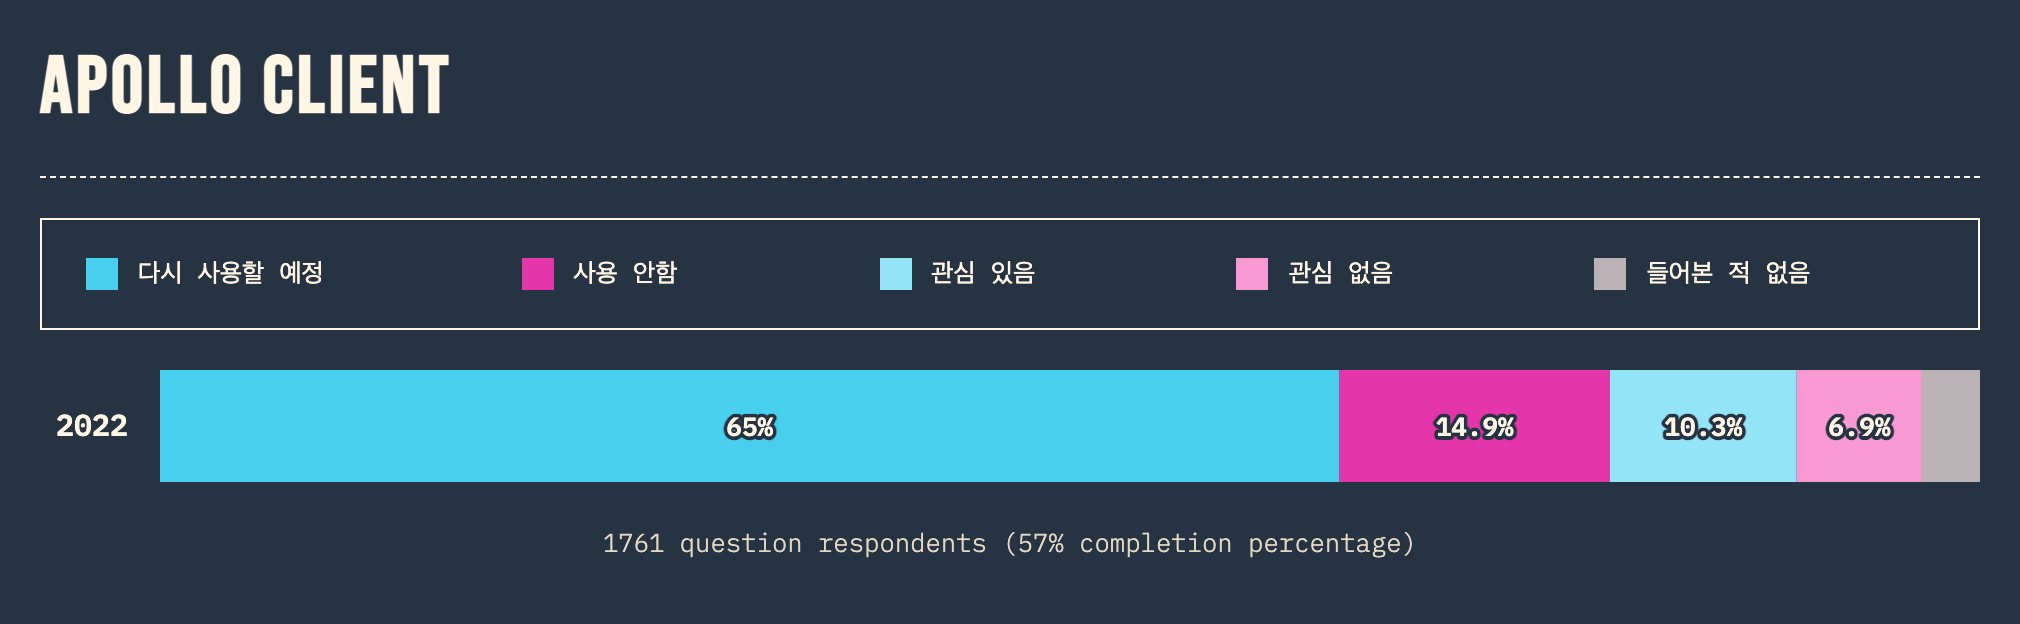 APOLLO CLIENT
다시 사용할 예정 사용 안함 관심 있음 관심 없음 들어본 적 없음
2022 65% 14.9% 10.3% 6.9%
1761 question respondents (57% completion percentage)